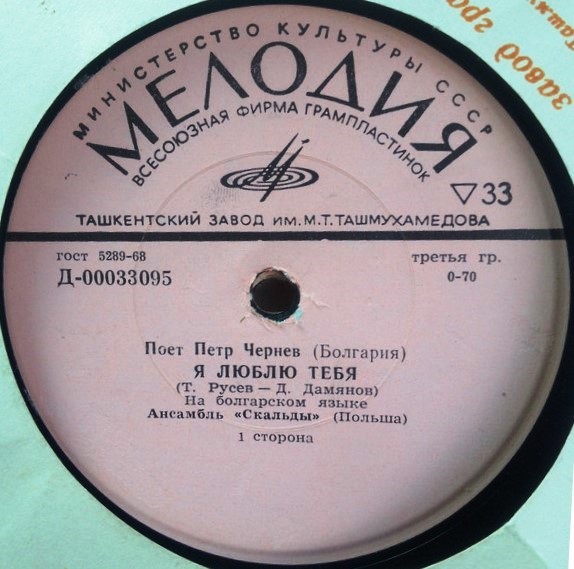 МИНИСТЕРСТВО КУЛЬТУРЫ СССР
МЕЛОДИЯ
ВСЕСОЮЗНАЯ ФИРМА ГРАМПЛАСТИНОК
▽33
ТАШКЕНТСКИЙ ЗАВОД ИМ. М.Т. ТАШМУХАМЕДОВА
гост 5289-68
третья гр.
Д-00033095
0-70
Поет Петр Чернев (Болгария)
Я ЛЮБЛЮ ТЕБЯ
(Т. Русев — Д. Дамянов)
На болгарском языке
Ансамбль «Скальды» (Польша)
1 сторона
завод